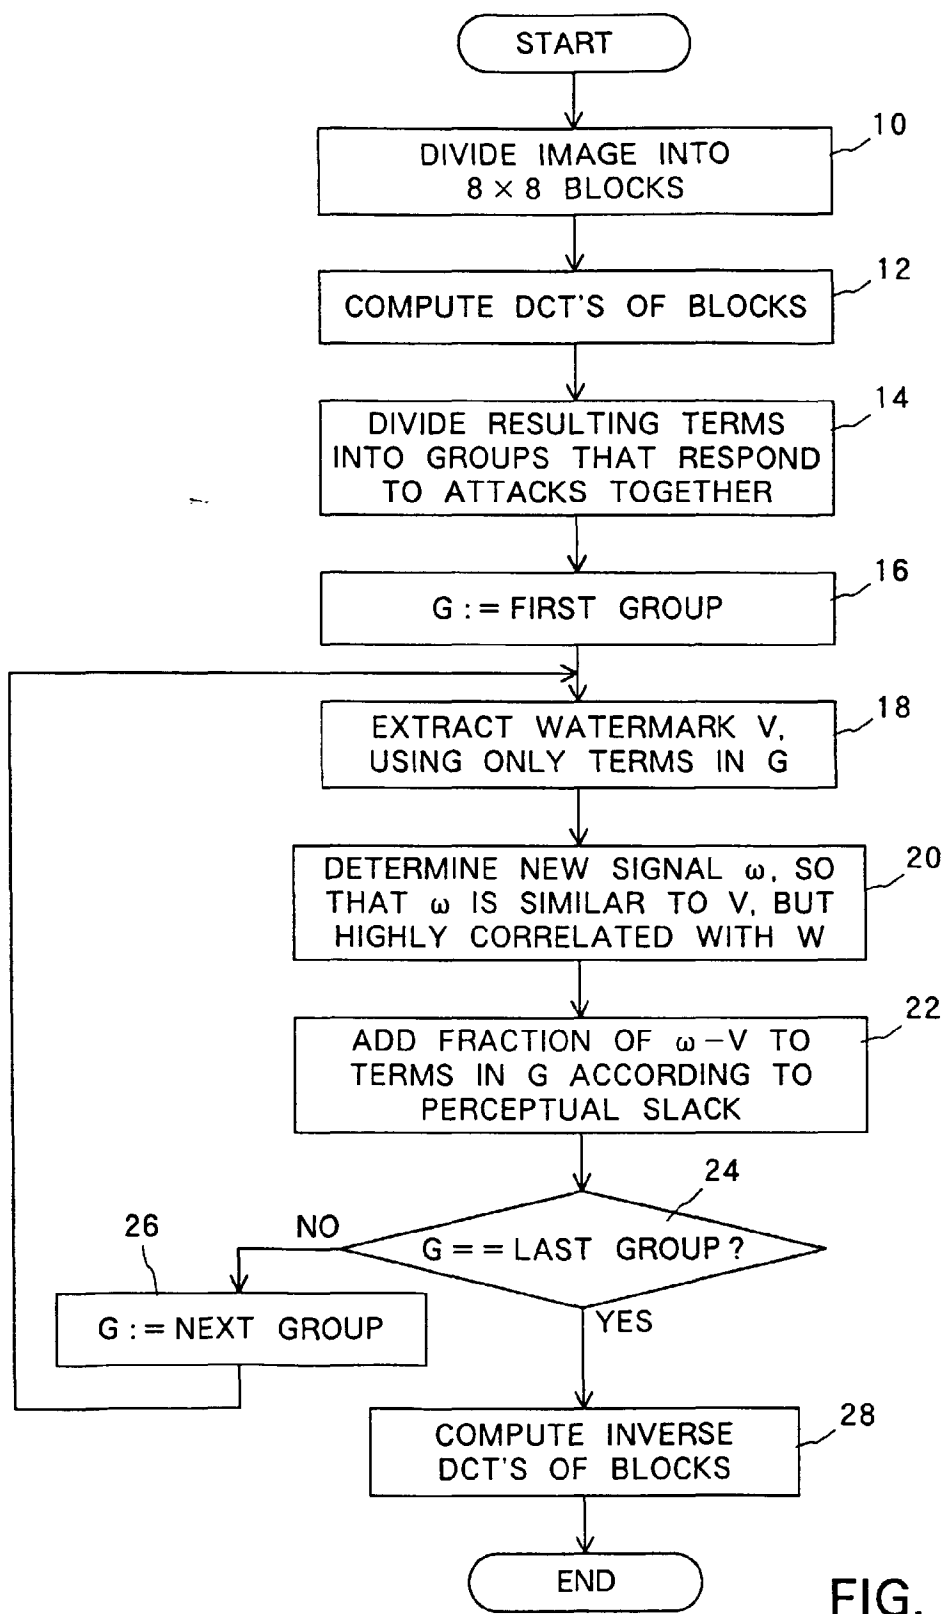 START
10
DIVIDE IMAGE INTO
8 × 8 BLOCKS
12
COMPUTE DCT'S OF BLOCKS
14
DIVIDE RESULTING TERMS
INTO GROUPS THAT RESPOND
TO ATTACKS TOGETHER
16
G := FIRST GROUP
18
EXTRACT WATERMARK V,
USING ONLY TERMS IN G
20
DETERMINE NEW SIGNAL ω, SO
THAT ω IS SIMILAR TO V, BUT
HIGHLY CORRELATED WITH W
22
ADD FRACTION OF ω-V TO
TERMS IN G ACCORDING TO
PERCEPTUAL SLACK
24
G == LAST GROUP?
NO
26
G := NEXT GROUP
YES
28
COMPUTE INVERSE
DCT'S OF BLOCKS
END
FIG.